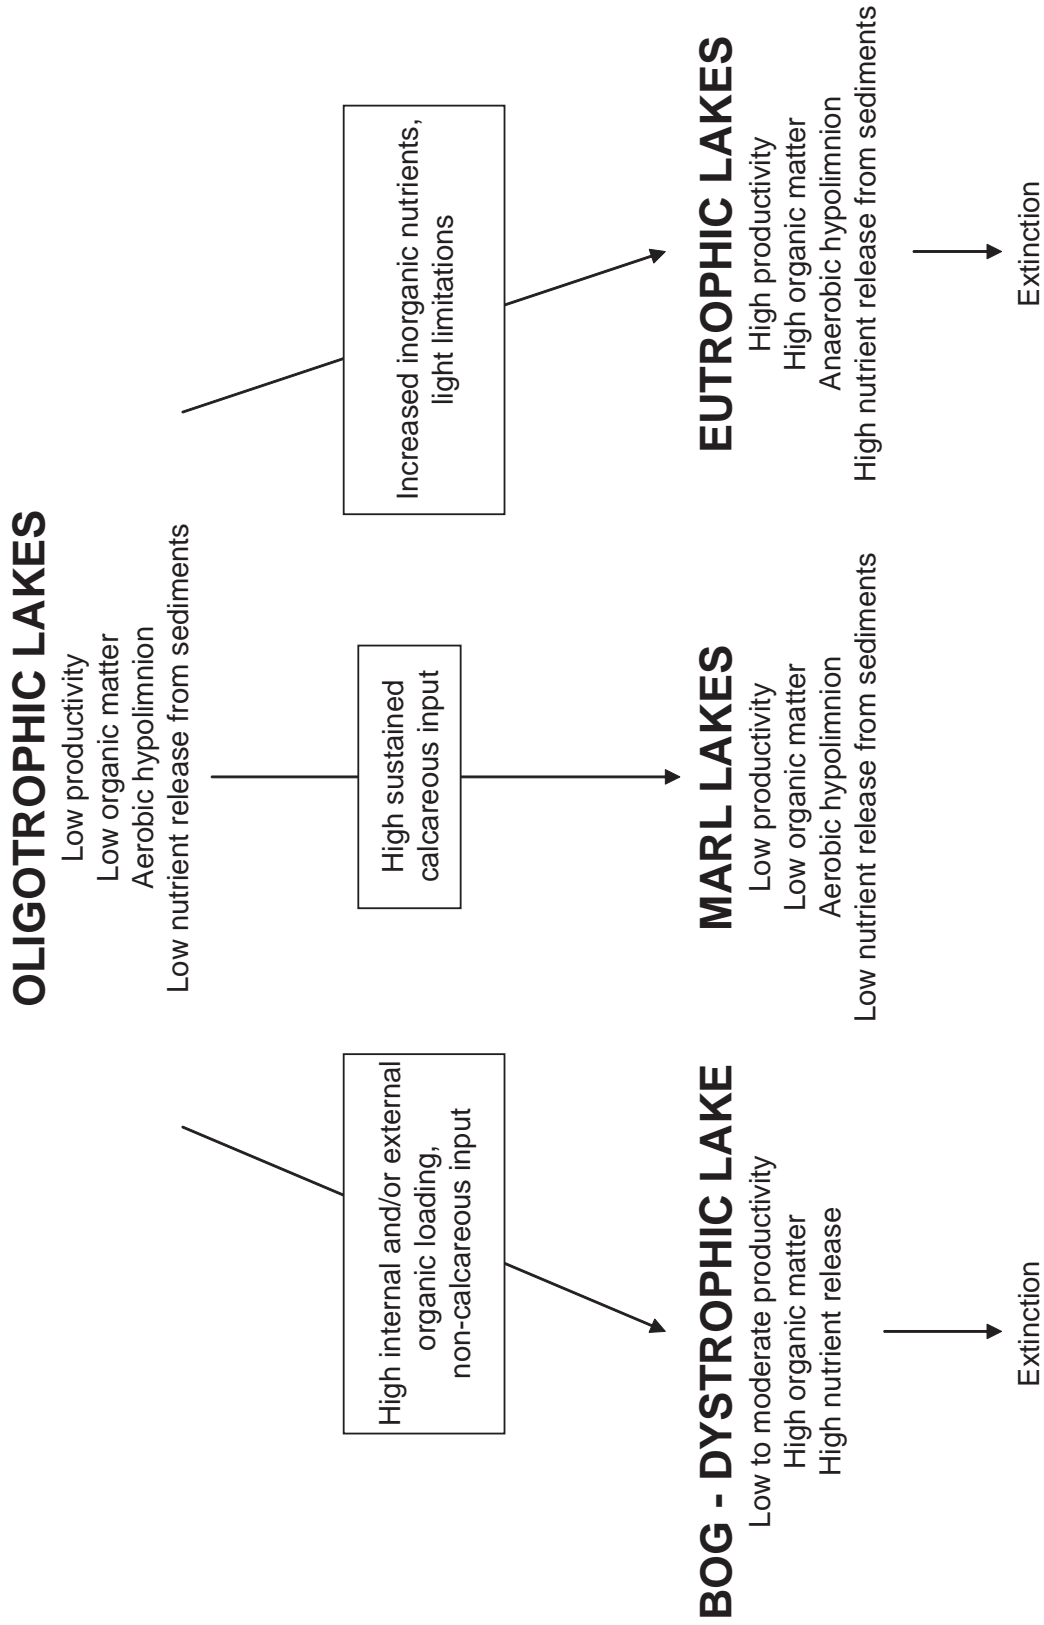 OLIGOTROPHIC LAKES
Low productivity
Low organic matter
Aerobic hypolimnion
Low nutrient release from sediments
High internal and/or external
organic loading,
non-calcareous input
High sustained
calcareous input
Increased inorganic nutrients,
light limitations
BOG - DYSTROPHIC LAKE
Low to moderate productivity
High organic matter
High nutrient release
Extinction
MARL LAKES
Low productivity
Low organic matter
Aerobic hypolimnion
Low nutrient release from sediments
EUTROPHIC LAKES
High productivity
High organic matter
Anaerobic hypolimnion
High nutrient release from sediments
Extinction